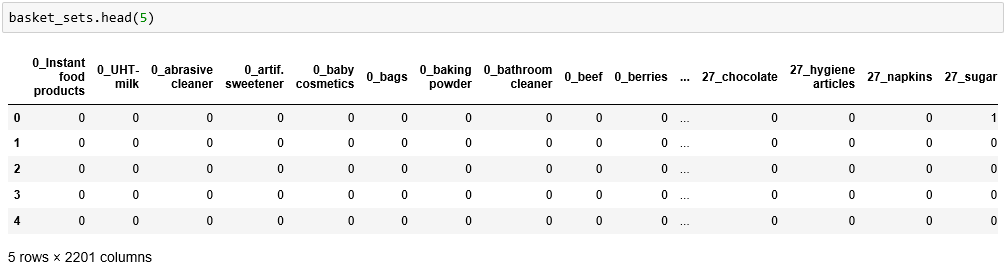 basket_sets.head(5)
0_Instant food products 0_UHT-milk 0_abrasive cleaner 0_artif. sweetener 0_baby cosmetics 0_bags 0_baking powder 0_bathroom cleaner 0_beef 0_berries ... 27_chocolate 27_hygiene articles 27_napkins 27_sugar
0 0 0 0 0 0 0 0 0 0 0 ... 0 0 0 1
1 0 0 0 0 0 0 0 0 0 0 ... 0 0 0 0
2 0 0 0 0 0 0 0 0 0 0 ... 0 0 0 0
3 0 0 0 0 0 0 0 0 0 0 ... 0 0 0 0
4 0 0 0 0 0 0 0 0 0 0 ... 0 0 0 0
5 rows × 2201 columns